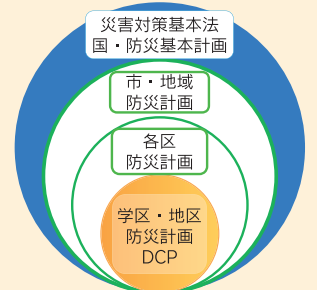 災害対策基本法
国・防災基本計画
市・地域
防災計画
各区
防災計画
学区・地区
防災計画
DCP